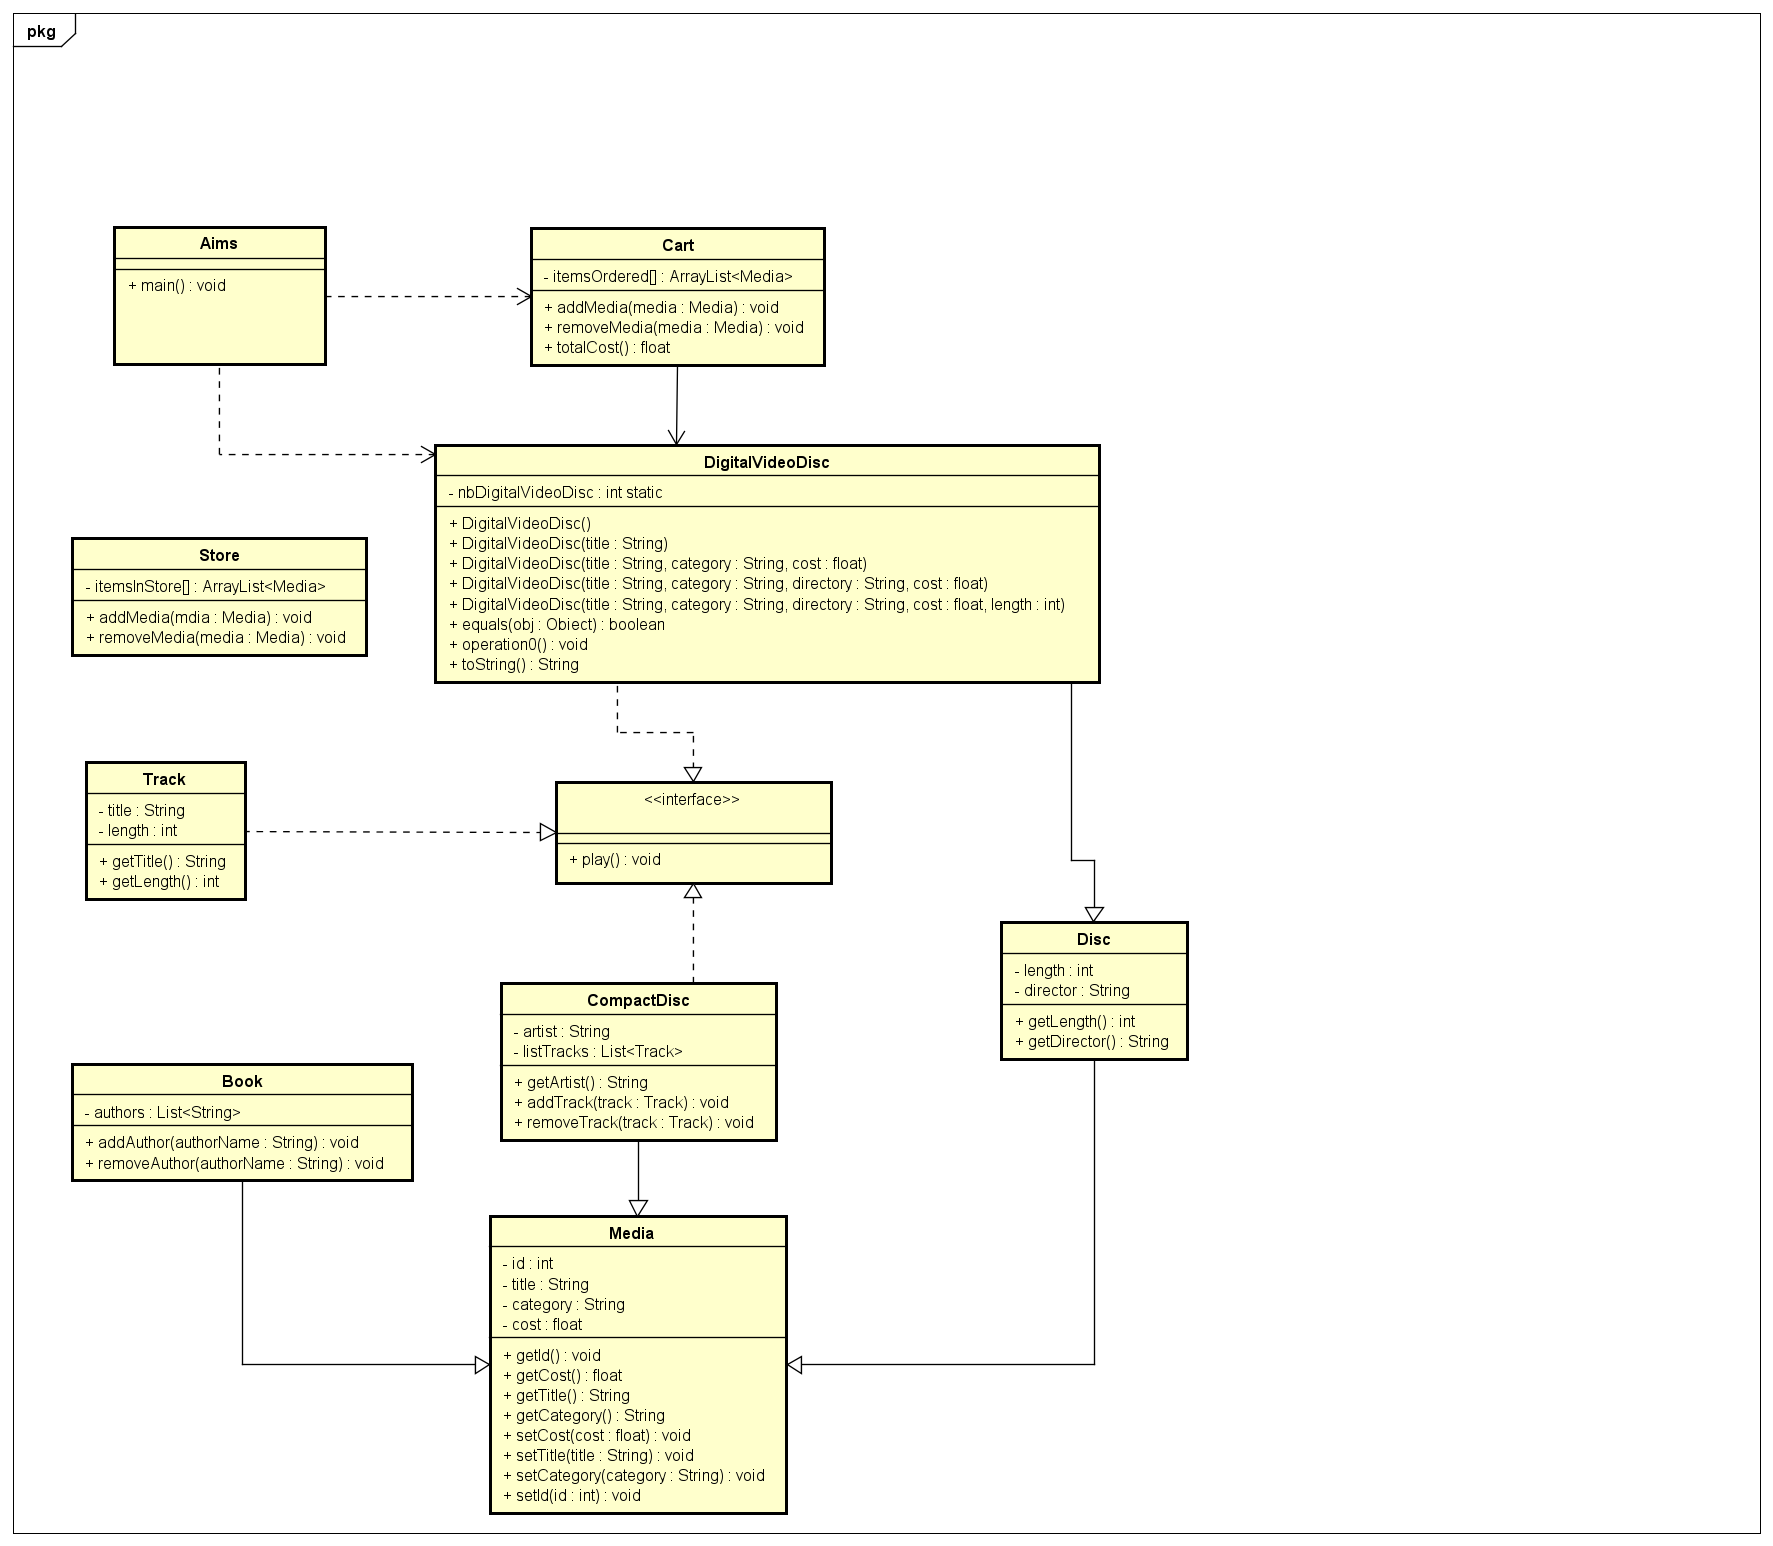 pkg
Aims
+ main() : void
Cart
- itemsOrdered[] : ArrayList<Media>
+ addMedia(media : Media) : void
+ removeMedia(media : Media) : void
+ totalCost() : float
DigitalVideoDisc
- nbDigitalVideoDisc : int static
+ DigitalVideoDisc()
+ DigitalVideoDisc(title : String)
+ DigitalVideoDisc(title : String, category : String, cost : float)
+ DigitalVideoDisc(title : String, category : String, directory : String, cost : float)
+ DigitalVideoDisc(title : String, category : String, directory : String, cost : float, length : int)
+ equals(obj : Obiect) : boolean
+ operation0() : void
+ toString() : String
Store
- itemsInStore[] : ArrayList<Media>
+ addMedia(mdia : Media) : void
+ removeMedia(media : Media) : void
Track
- title : String
- length : int
+ getTitle() : String
+ getLength() : int
<<interface>>
+ play() : void
Disc
- length : int
- director : String
+ getLength() : int
+ getDirector() : String
CompactDisc
- artist : String
- listTracks : List<Track>
+ getArtist() : String
+ addTrack(track : Track) : void
+ removeTrack(track : Track) : void
Book
- authors : List<String>
+ addAuthor(authorName : String) : void
+ removeAuthor(authorName : String) : void
Media
- id : int
- title : String
- category : String
- cost : float
+ getId() : void
+ getCost() : float
+ getTitle() : String
+ getCategory() : String
+ setCost(cost : float) : void
+ setTitle(title : String) : void
+ setCategory(category : String) : void
+ setId(id : int) : void